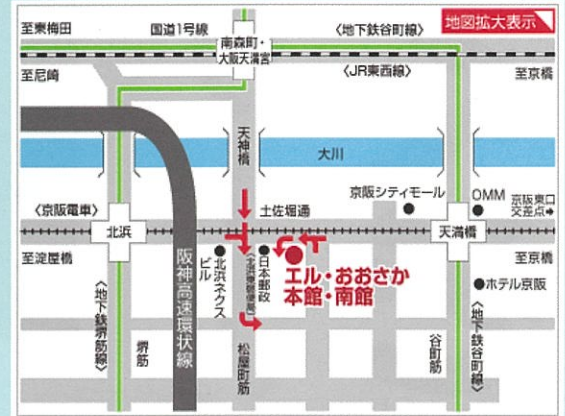 地図拡大表示
至東梅田
国道1号線
〈地下鉄谷町線〉
南森町・
大阪天満宮
至尼崎
〈JR東西線〉
至京橋
天神橋
大川
京阪シティモール
OMM
京阪東口
交差点➡
〈京阪電車〉
土佐堀通
北浜
天満橋
至淀屋橋
至京橋
阪神高速環状線
北浜ネクス
ビル
日本郵政
エル・おおさか
本館・南館
ホテル京阪
〈地下鉄堺筋線〉
堺筋
松屋町筋
谷町筋
〈地下鉄谷町線〉